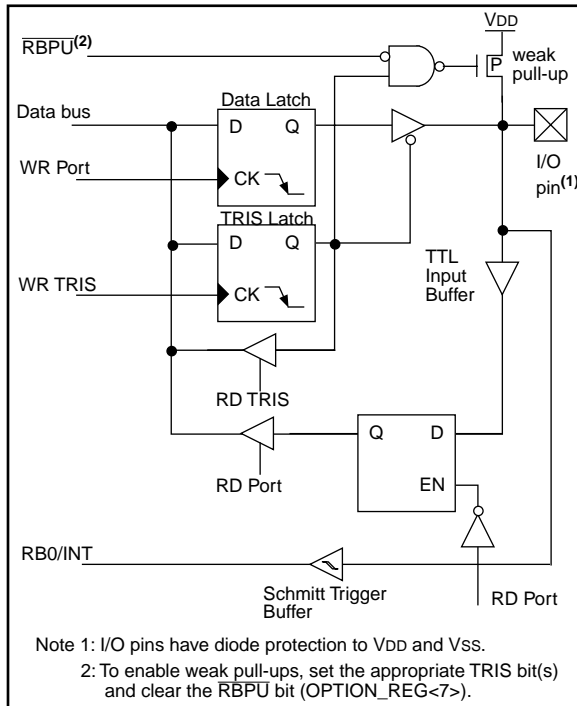 VDD
RBPU(2)
P
weak
pull-up
Data Latch
Data bus
D
Q
I/O
pin(1)
WR Port
CK
TRIS Latch
D
Q
TTL
Input
Buffer
WR TRIS
CK
RD TRIS
Q
D
RD Port
EN
RB0/INT
Schmitt Trigger
Buffer
RD Port
Note 1: I/O pins have diode protection to VDD and VSS.
2: To enable weak pull-ups, set the appropriate TRIS bit(s)
and clear the RBPU bit (OPTION_REG<7>).